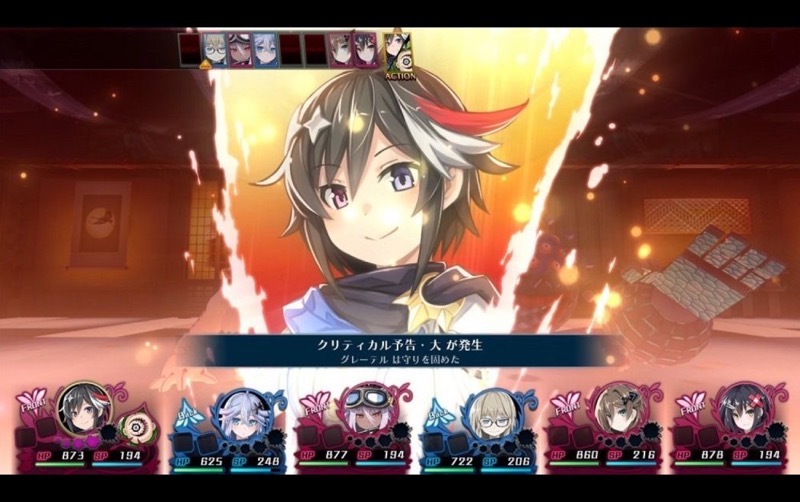 ACTION
クリティカル予告・大 が発生
グレーテル は守りを固めた
FRONT
HP 873 SP 194
BACK
HP 625 SP 248
FRONT
HP 877 SP 194
BACK
HP 722 SP 206
FRONT
HP 860 SP 216
FRONT
HP 878 SP 194